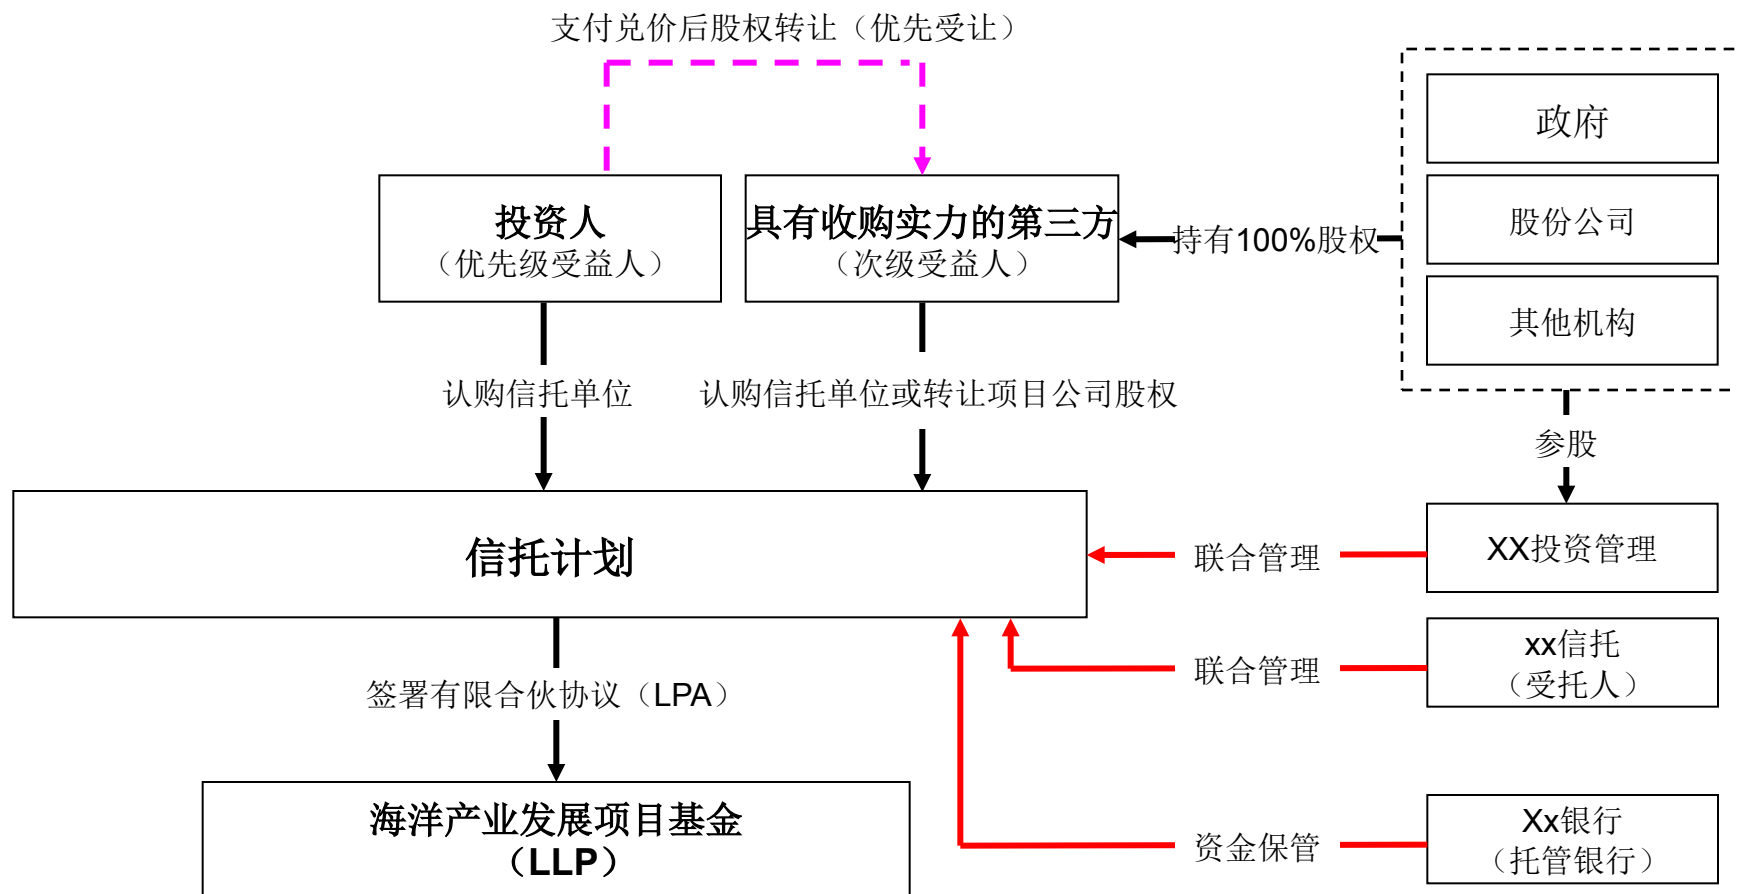 支付兑价后股权转让（优先受让）
政府
股份公司
其他机构
投资人
（优先级受益人）
具有收购实力的第三方
（次级受益人）
持有100%股权
认购信托单位
认购信托单位或转让项目公司股权
参股
信托计划
联合管理
XX投资管理
联合管理
xx信托
（受托人）
签署有限合伙协议（LPA）
海洋产业发展项目基金
（LLP）
资金保管
Xx银行
（托管银行）